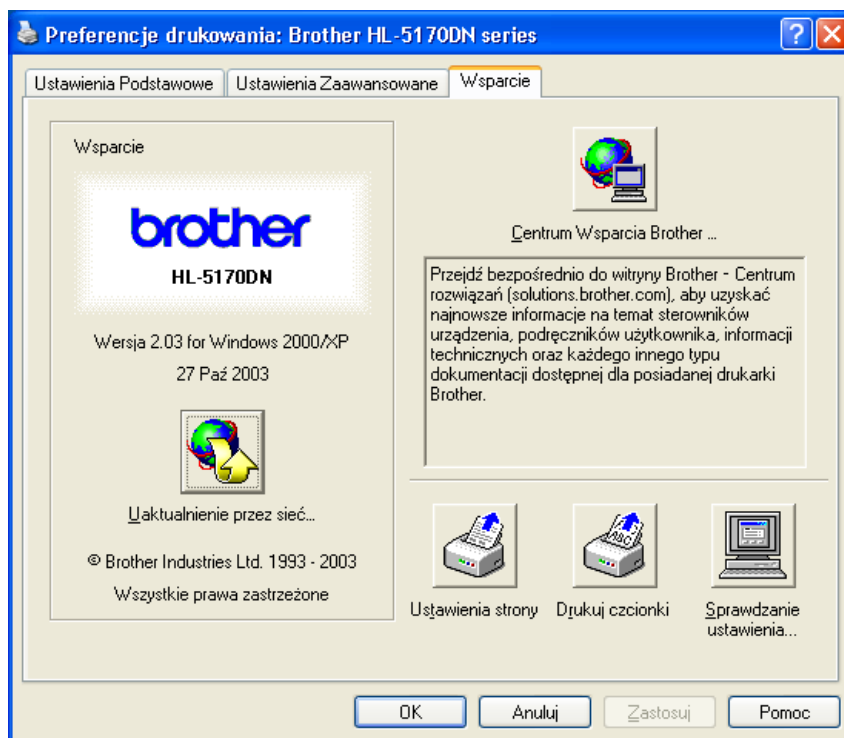 Preferencje drukowania: Brother HL-5170DN series
Ustawienia Podstawowe
Ustawienia Zaawansowane
Wsparcie
Wsparcie
brother
HL-5170DN
Wersja 2.03 for Windows 2000/XP
27 Paź 2003
Uaktualnienie przez sieć...
© Brother Industries Ltd. 1993 - 2003
Wszystkie prawa zastrzeżone
Centrum Wsparcia Brother ...
Przejdź bezpośrednio do witryny Brother - Centrum
rozwiązań (solutions.brother.com), aby uzyskać
najnowsze informacje na temat sterowników
urządzenia, podręczników użytkownika, informacji
technicznych oraz każdego innego typu
dokumentacji dostępnej dla posiadanej drukarki
Brother.
Ustawienia strony
Drukuj czcionki
Sprawdzanie
ustawienia...
OK
Anuluj
Zastosuj
Pomoc